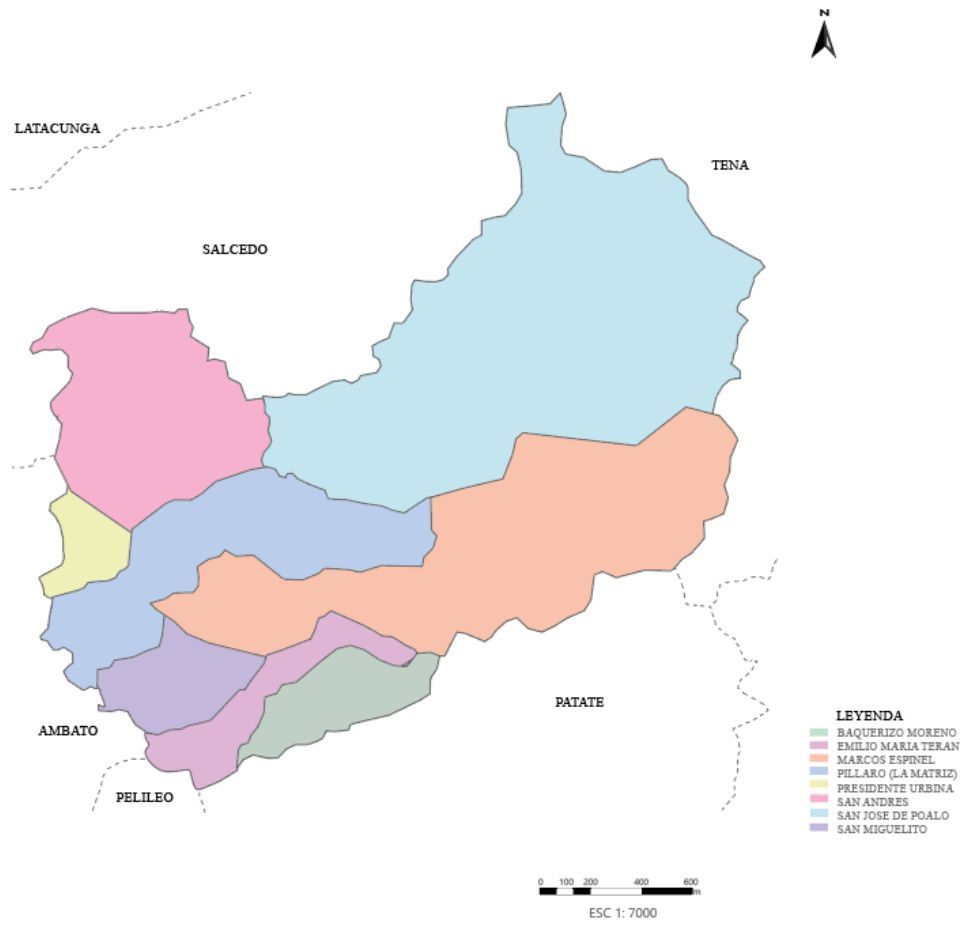 N
LATACUNGA
TENA
SALCEDO
PATATE
AMBATO
PELILEO
LEYENDA
BAQUERIZO MORENO
EMILIO MARIA TERAN
MARCOS ESPINEL
PILLARO (LA MATRIZ)
PRESIDENTE URBINA
SAN ANDRES
SAN JOSE DE POALO
SAN MIGUELITO
0 100 200 400 600
m
ESC 1: 7000